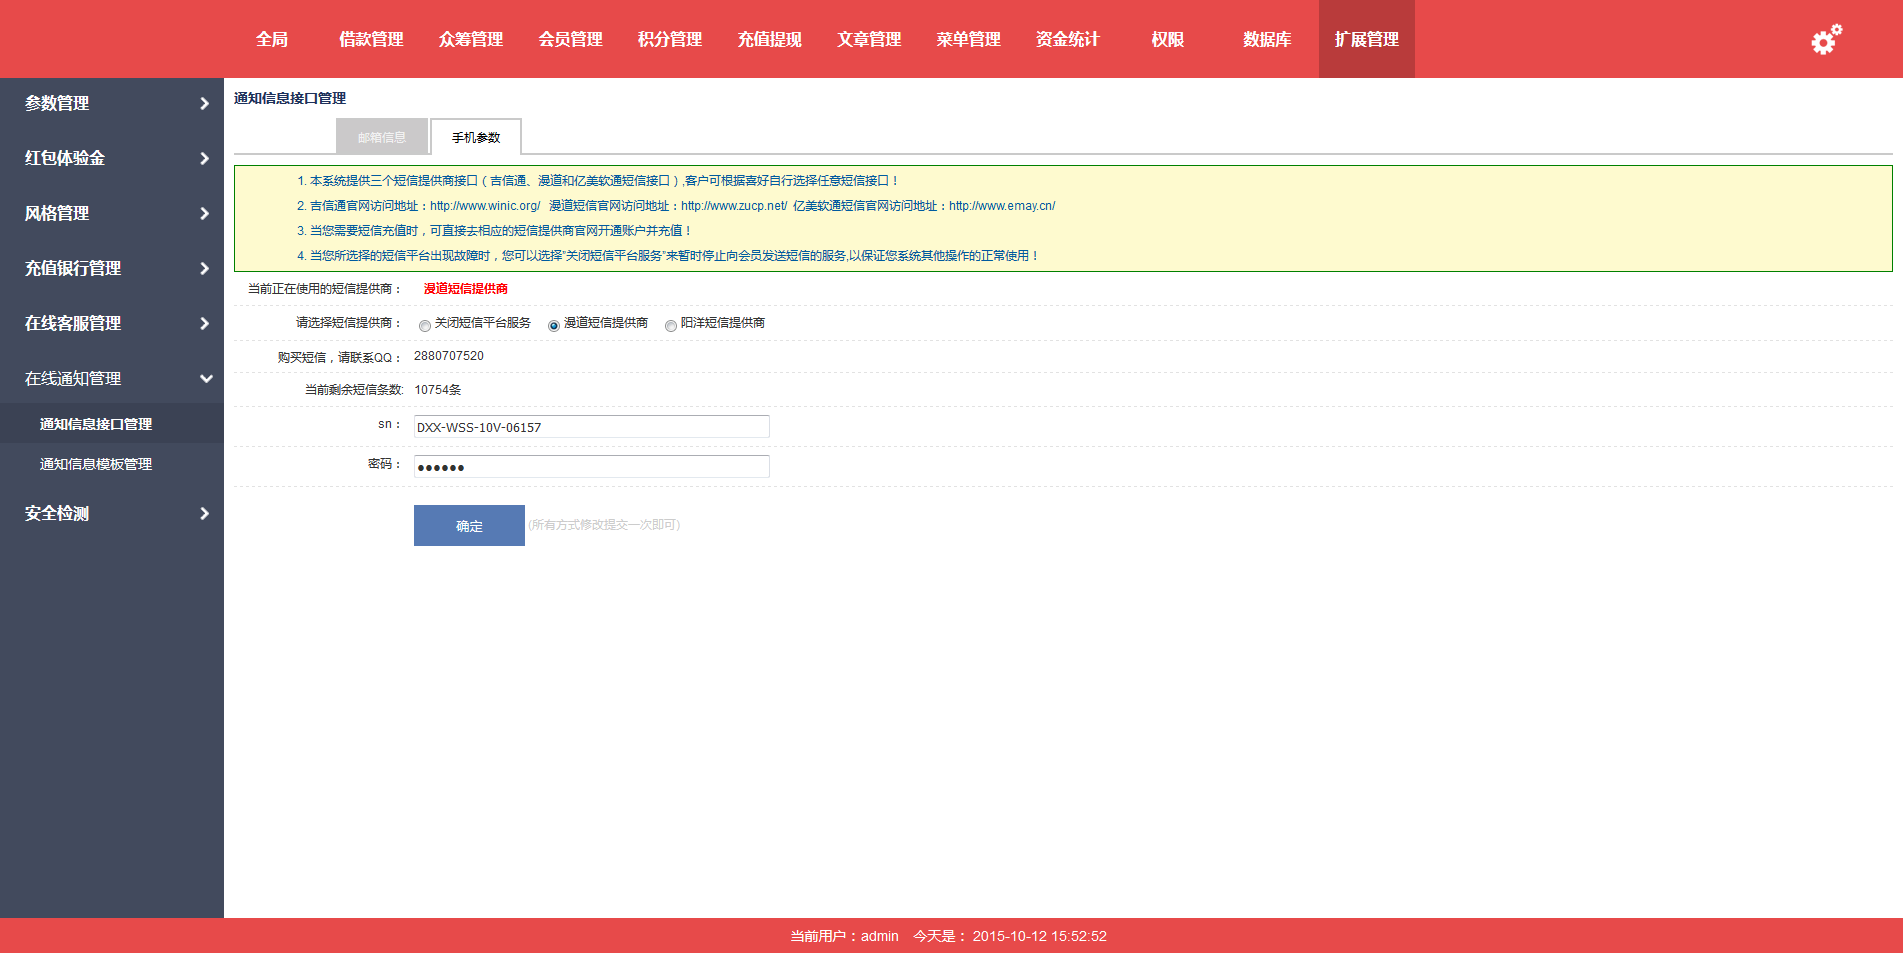 全局 借款管理 众筹管理 会员管理 积分管理 充值提现 文章管理 菜单管理 资金统计 权限 数据库 扩展管理
参数管理
红包体验金
风格管理
充值银行管理
在线客服管理
在线通知管理
通知信息接口管理
通知信息模板管理
安全检测
通知信息接口管理
邮箱信息 手机参数
1. 本系统提供三个短信提供商接口（吉信通、漫道和亿美软通短信接口）,客户可根据喜好自行选择任意短信接口！
2. 吉信通官网访问地址：http://www.winic.org/ 漫道短信官网访问地址：http://www.zucp.net/ 亿美软通短信官网访问地址：http://www.emay.cn/
3. 当您需要短信充值时，可直接去相应的短信提供商官网开通账户并充值！
4. 当您所选择的短信平台出现故障时，您可以选择"关闭短信平台服务"来暂时停止向会员发送短信的服务,以保证您系统其他操作的正常使用！
当前正在使用的短信提供商： 漫道短信提供商
请选择短信提供商： 关闭短信平台服务 漫道短信提供商 阳洋短信提供商
购买短信，请联系QQ： 2880707520
当前剩余短信条数: 10754条
sn： DXX-WSS-10V-06157
密码： ●●●●●●
确定 (所有方式修改提交一次即可)
当前用户：admin 今天是： 2015-10-12 15:52:52